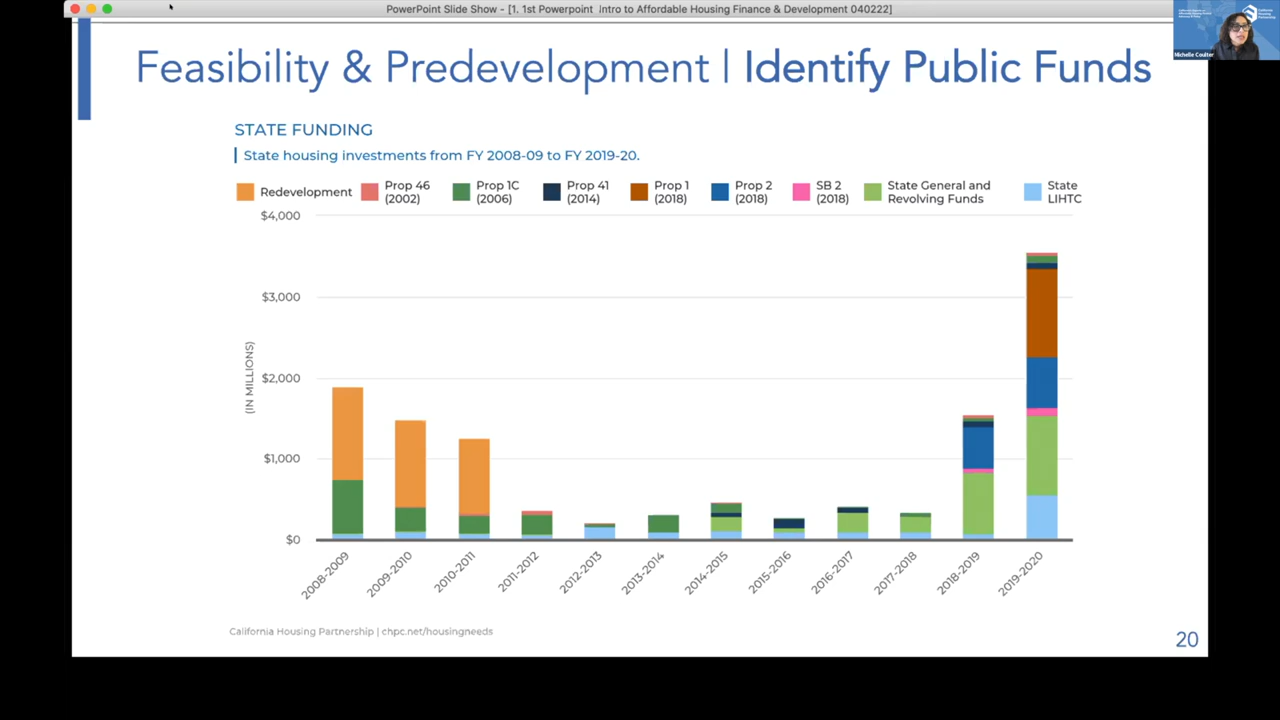 PowerPoint Slide Show - [1. 1st Powerpoint Intro to Affordable Housing Finance & Development 040222]
Michelle Coulter
Feasibility & Predevelopment | Identify Public Funds
STATE FUNDING
State housing investments from FY 2008-09 to FY 2019-20.
Redevelopment
Prop 46
(2002)
Prop 1C
(2006)
Prop 41
(2014)
Prop 1
(2018)
Prop 2
(2018)
SB 2
(2018)
State General and
Revolving Funds
State
LIHTC
$4,000
$3,000
$2,000
$1,000
$0
(IN MILLIONS)
2008-2009
2009-2010
2010-2011
2011-2012
2012-2013
2013-2014
2014-2015
2015-2016
2016-2017
2017-2018
2018-2019
2019-2020
California Housing Partnership | chpc.net/housingneeds
20